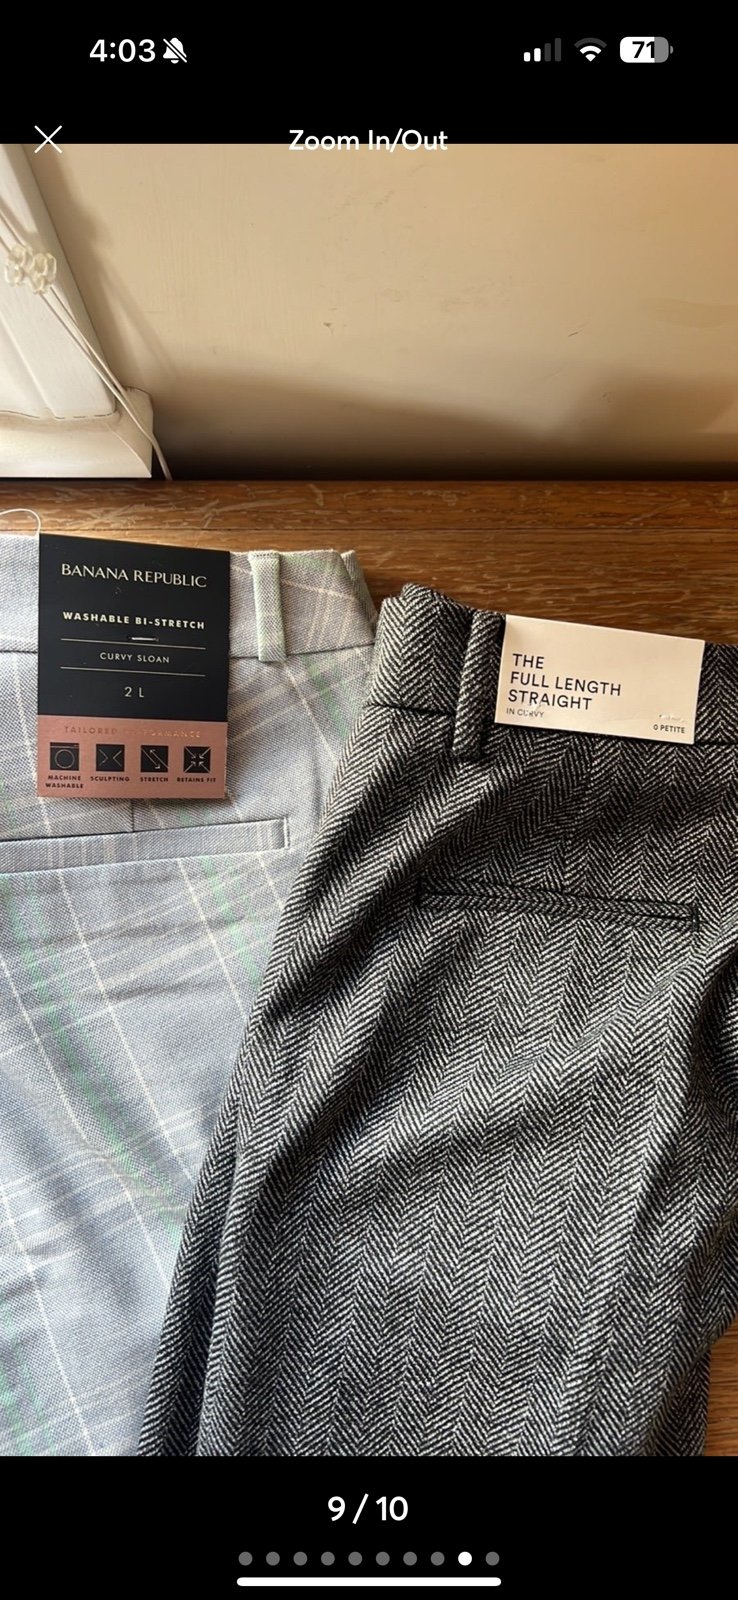 4:03
71
Zoom In/Out
BANANA REPUBLIC
WASHABLE BI-STRETCH
CURVY SLOAN
2 L
TAILORED PERFORMANCE
MACHINE WASHABLE
SCULPTING
STRETCH
RETAINS FIT
THE
FULL LENGTH
STRAIGHT
IN CURVY
0 PETITE
9 / 10